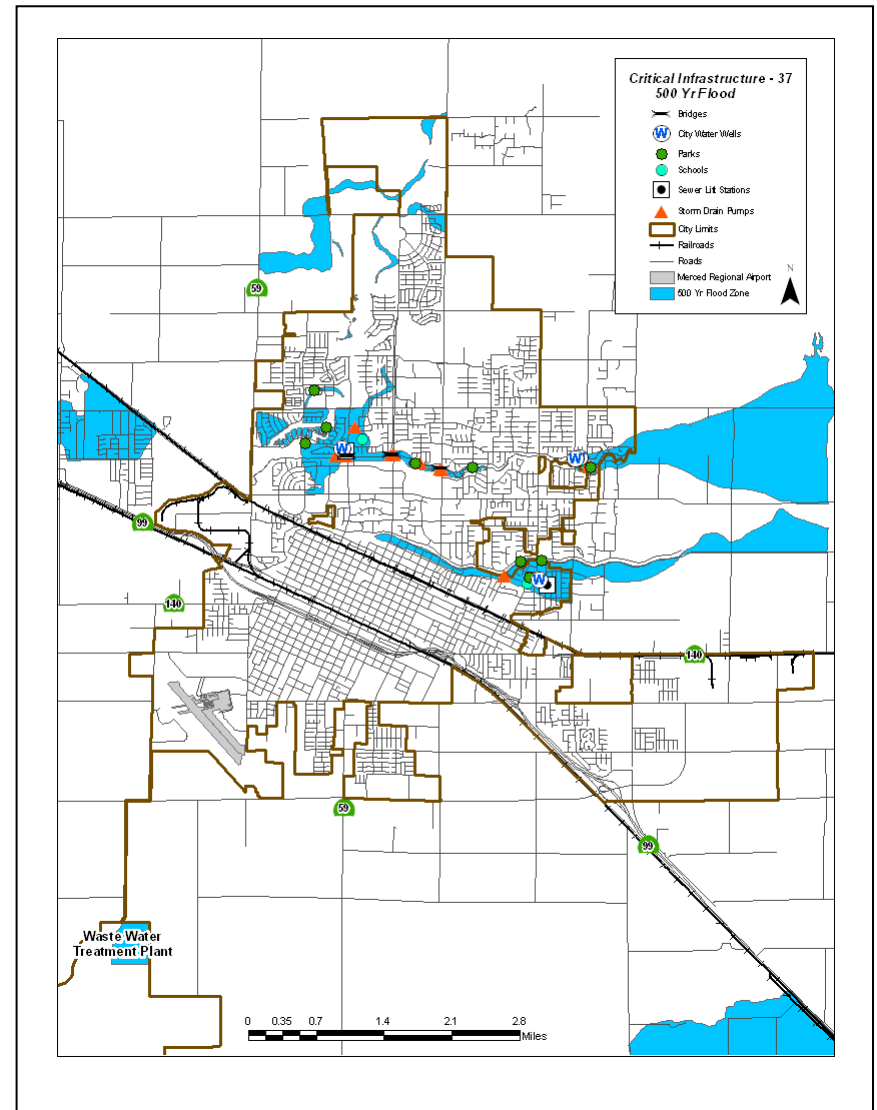 Critical Infrastructure - 37
500 Yr Flood
Bridges
W City Water Wells
Parks
Schools
Sewer Lift Stations
Storm Drain Pumps
City Limits
Railroads
Roads
Merced Regional Airport
500 Yr Flood Zone
N
59
W
W
99
W
140
140
59
99
Waste Water
Treatment Plant
0 0.35 0.7 1.4 2.1 2.8
Miles